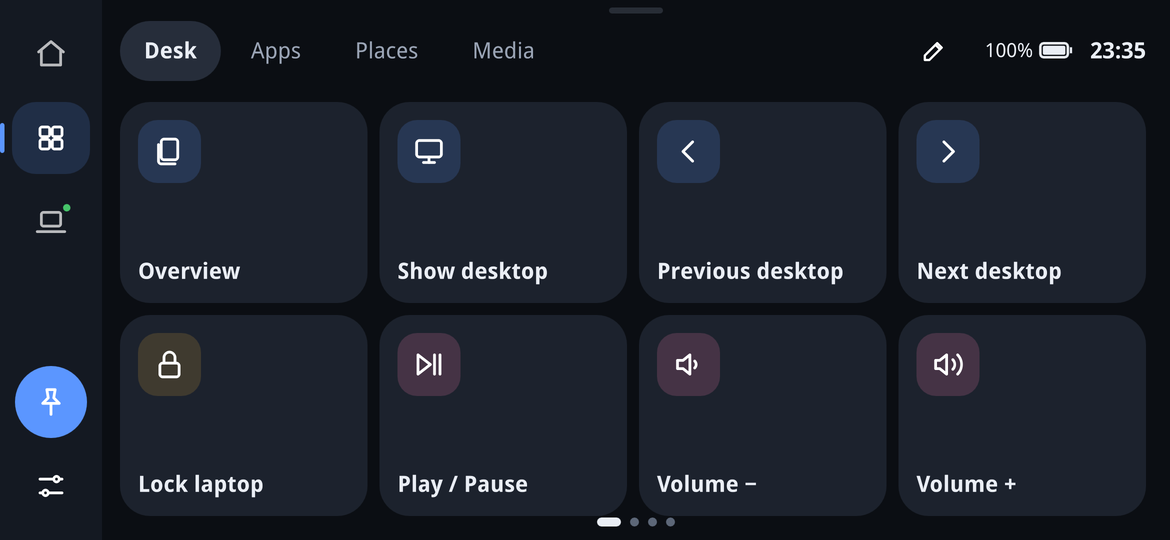 Desk Apps Places Media 100% 23:35
Overview Show desktop Previous desktop Next desktop
Lock laptop Play / Pause Volume − Volume +